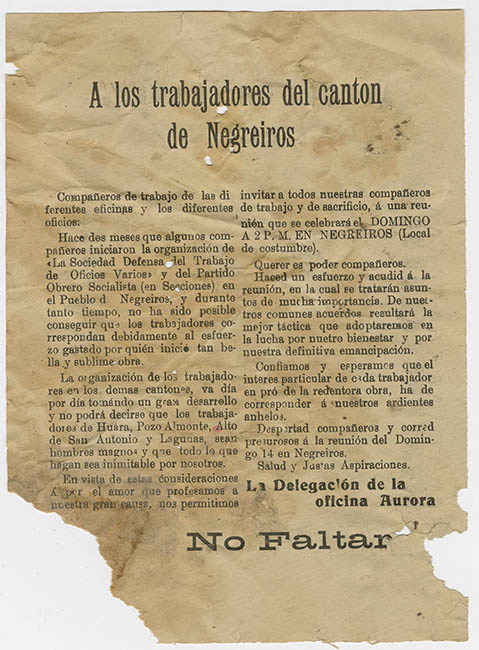 A los trabajadores del canton
de Negreiros
Compañeros de trabajo de las di
ferentes eficinas y los diferentes
oficios:
Hace dos meses que algunos com
pañeros iniciaron la organización de
«La Sociedad Defensa del Trabajo
de Oficios Varios» y del Partido
Obrero Socialista (en Secciones) en
el Pueblo d Negreiros, y durante
tanto tiempo, no ha sido posible
conseguir que los trabajadores co-
rrespondan debidamente al esfuer-
zo gastado por quién inició tan be-
lla y sublime obra.
La organización de los trabajado-
res en los demas cantones, va día
por día tomando un gran desarrollo
y no podrá decirse que los trabaja-
dores de Huara, Pozo Almonte, Alto
de San Antonio y Lagunas, sean
hombres magnos y que todo lo que
hagan sea inimitable por nosotros.
En vista de estas consideraciones
á por el amor que profesamos a
nuestra gran causa, nos permitimos
invitar a todos nuestras compañeros
de trabajo y de sacrificio, á una reu-
nión que se celebrará el DOMINGO
A 2 P. M. EN NEGREIROS (Local
de costumbre).
Querer es poder compañeros.
Haced un esfuerzo y acudid á la
reunión, en la cual se tratarán asun-
tos de mucha importancia. De nues-
tros comunes acuerdos resultará la
mejor táctica que adoptaremos en
la lucha por nuetro bienestar y por
nuestra definitiva emancipación.
Confiamos y esperamos que el
interes particular de cada trabajador
en pró de la redentora obra, ha de
corresponder á nuestros ardientes
anhelos.
Despertad compañeros y corred
presurosos á la reunión del Domin-
go 14 en Negreiros.
Salud y Justas Aspiraciones.
La Delegación de la
oficina Aurora
No Faltar